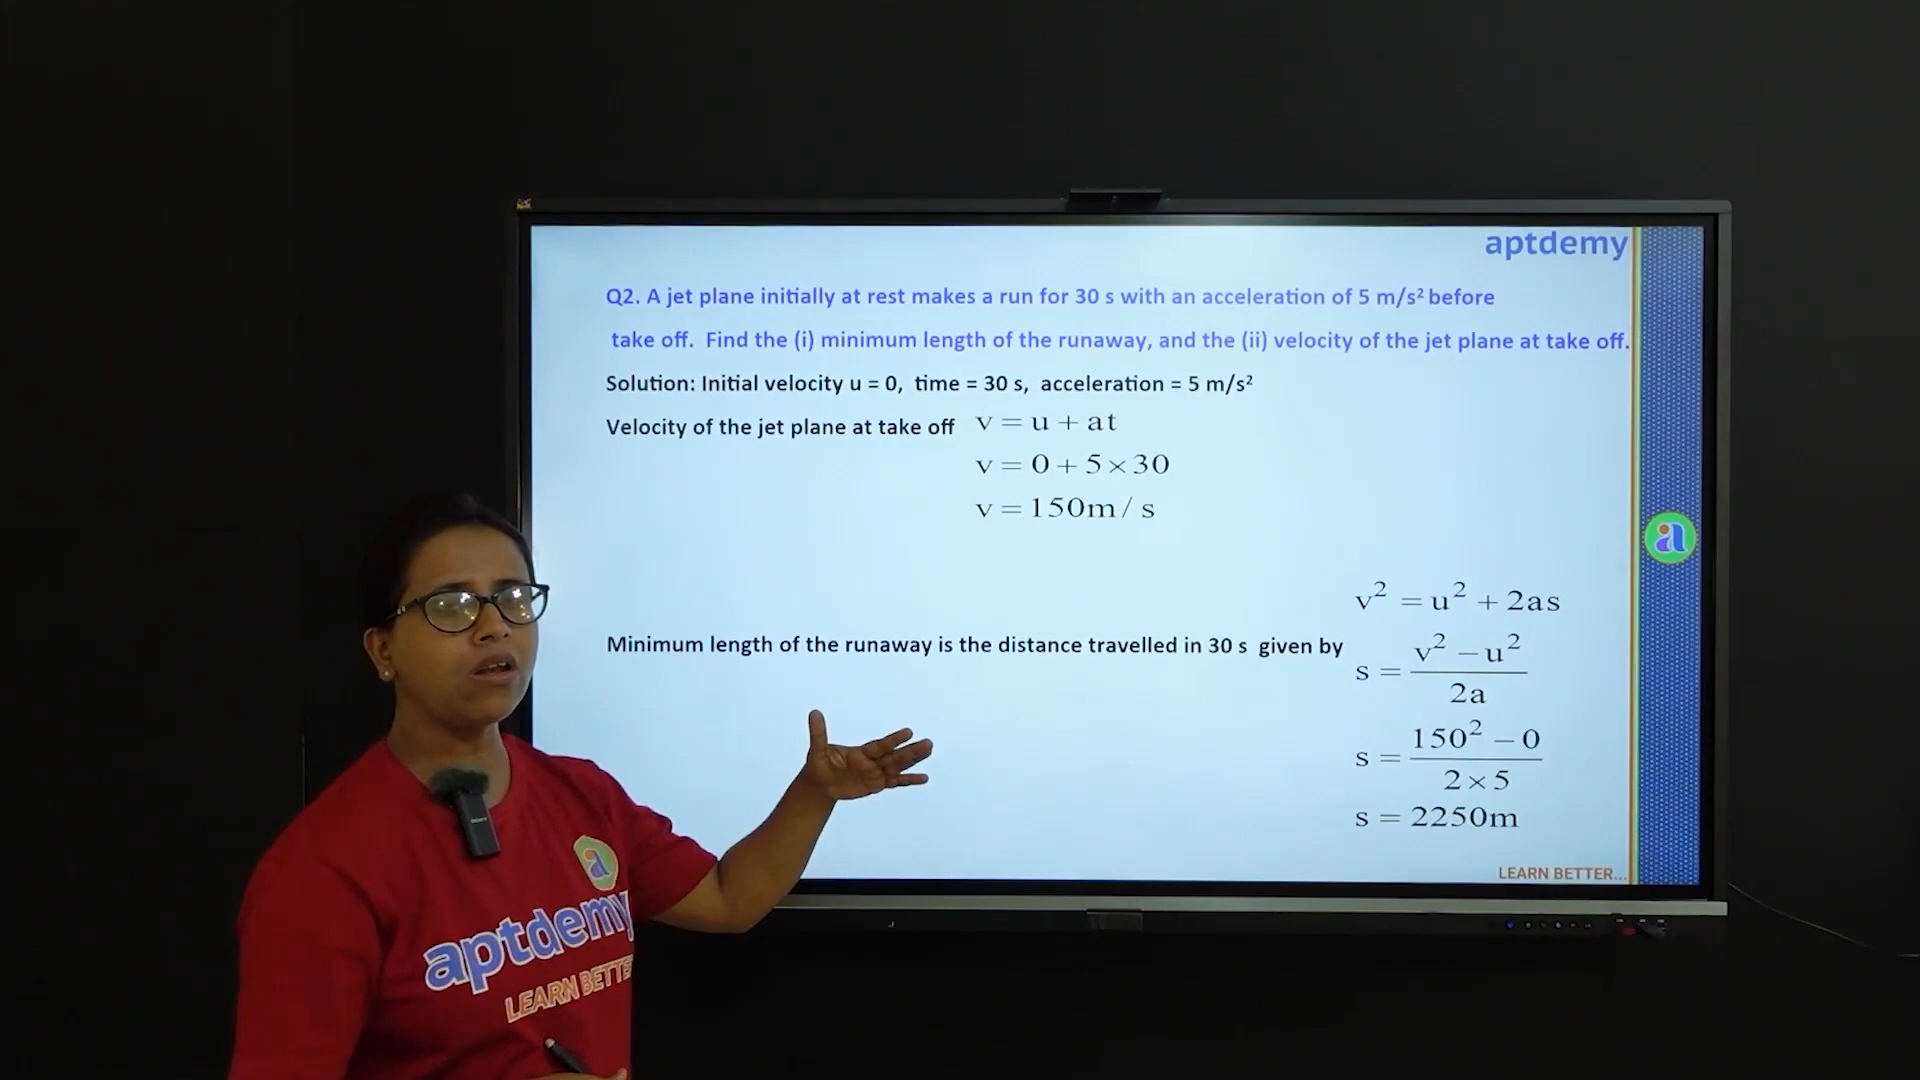 aptdemy
Q2. A jet plane initially at rest makes a run for 30 s with an acceleration of 5 m/s² before
take off. Find the (i) minimum length of the runaway, and the (ii) velocity of the jet plane at take off.
Solution: Initial velocity u = 0, time = 30 s, acceleration = 5 m/s²
Velocity of the jet plane at take off v = u + at
v = 0 + 5 × 30
v = 150m / s
v² = u² + 2as
Minimum length of the runaway is the distance travelled in 30 s given by
s = (v² − u²) / 2a
s = (150² − 0) / 2 × 5
s = 2250m
LEARN BETTER...
a
a
aptdemy
LEARN BETTE